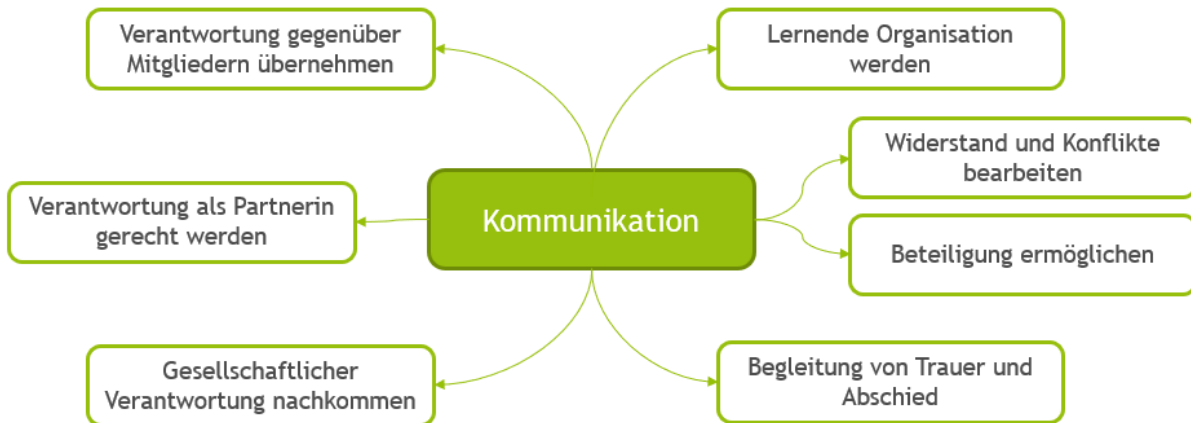 Verantwortung gegenüber
Mitgliedern übernehmen
Lernende Organisation
werden
Widerstand und Konflikte
bearbeiten
Verantwortung als Partnerin
gerecht werden
Kommunikation
Beteiligung ermöglichen
Gesellschaftlicher
Verantwortung nachkommen
Begleitung von Trauer und
Abschied